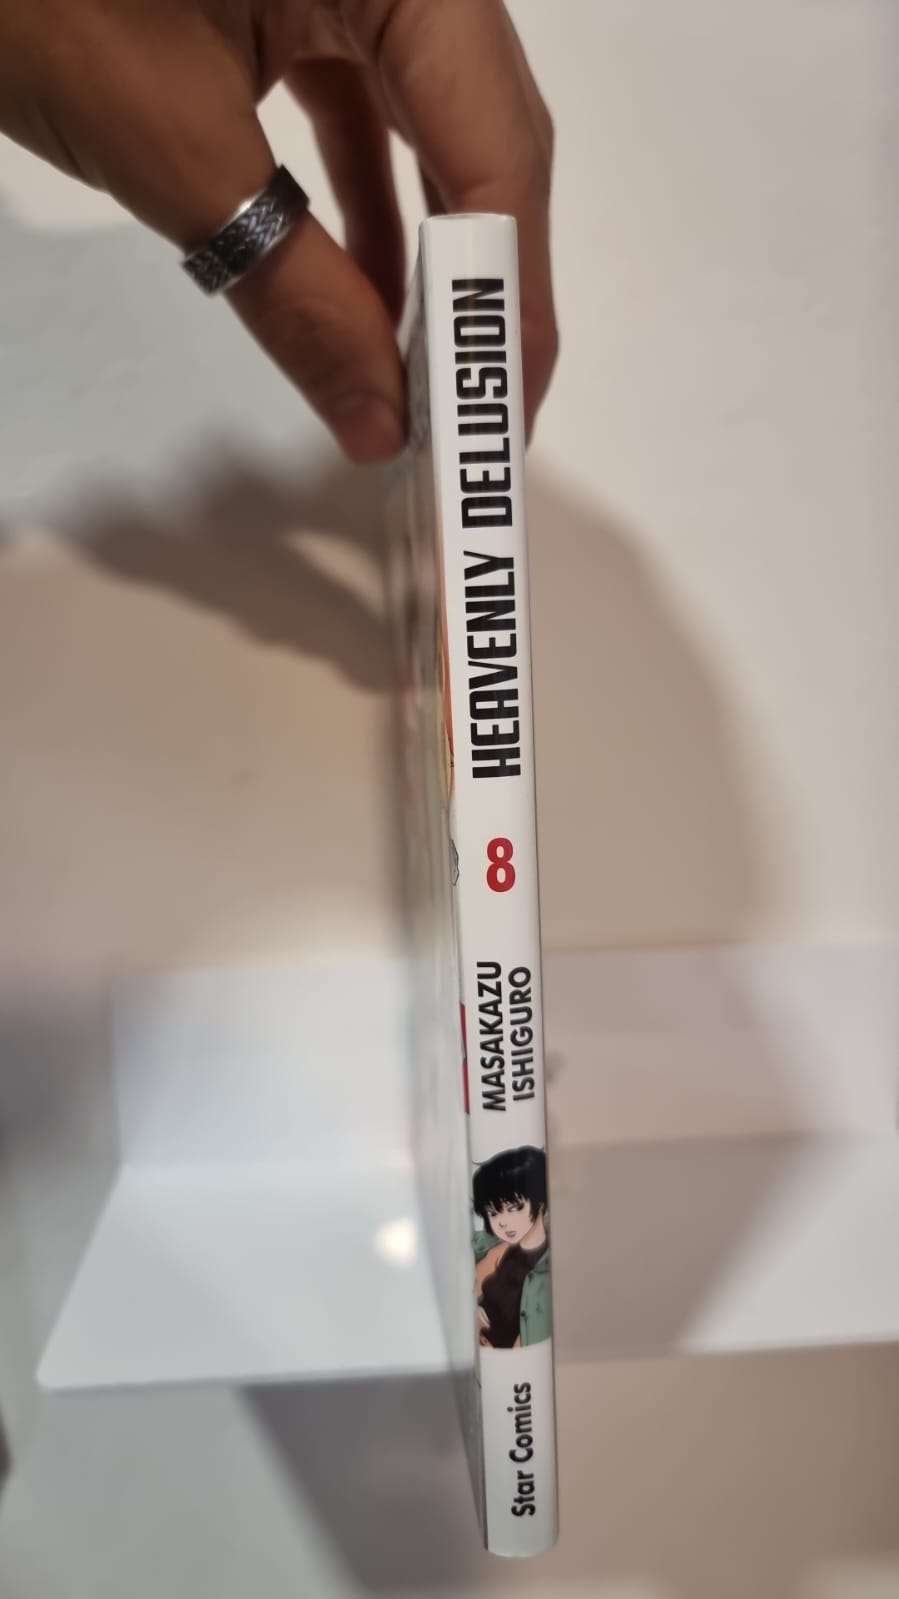 HEAVENLY DELUSION
8
MASAKAZU
ISHIGURO
Star Comics